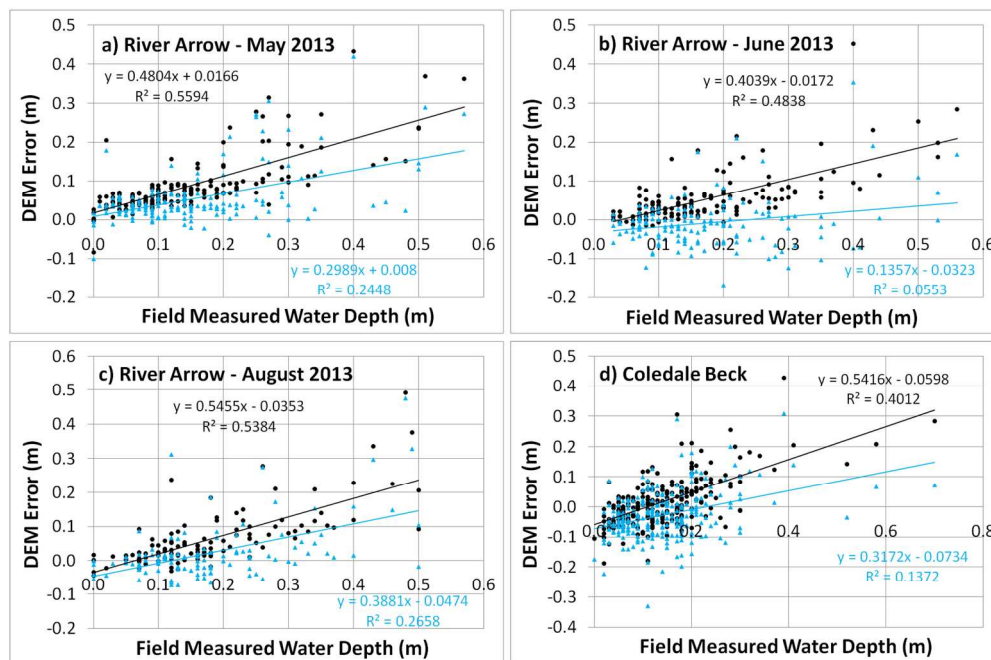 a) River Arrow - May 2013
y = 0.4804x + 0.0166
R² = 0.5594
DEM Error (m)
0.5
0.4
0.3
0.2
0.1
0.0
-0.1
-0.2
0.0 0.1 0.2 0.3 0.4 0.5 0.6
y = 0.2989x + 0.008
R² = 0.2448
Field Measured Water Depth (m)
b) River Arrow - June 2013
y = 0.4039x - 0.0172
R² = 0.4838
DEM Error (m)
0.5
0.4
0.3
0.2
0.1
0.0
-0.1
-0.2
0.0 0.1 0.2 0.3 0.4 0.5 0.6
y = 0.1357x - 0.0323
R² = 0.0553
Field Measured Water Depth (m)
c) River Arrow - August 2013
y = 0.5455x - 0.0353
R² = 0.5384
DEM Error (m)
0.6
0.5
0.4
0.3
0.2
0.1
0.0
-0.1
-0.2
0.0 0.1 0.2 0.3 0.4 0.5 0.6
y = 0.3881x - 0.0474
R² = 0.2658
Field Measured Water Depth (m)
d) Coledale Beck
y = 0.5416x - 0.0598
R² = 0.4012
DEM Error (m)
0.5
0.4
0.3
0.2
0.1
0.0
-0.1
-0.2
-0.3
-0.4
0.0 0.2 0.4 0.6 0.8
y = 0.3172x - 0.0734
R² = 0.1372
Field Measured Water Depth (m)